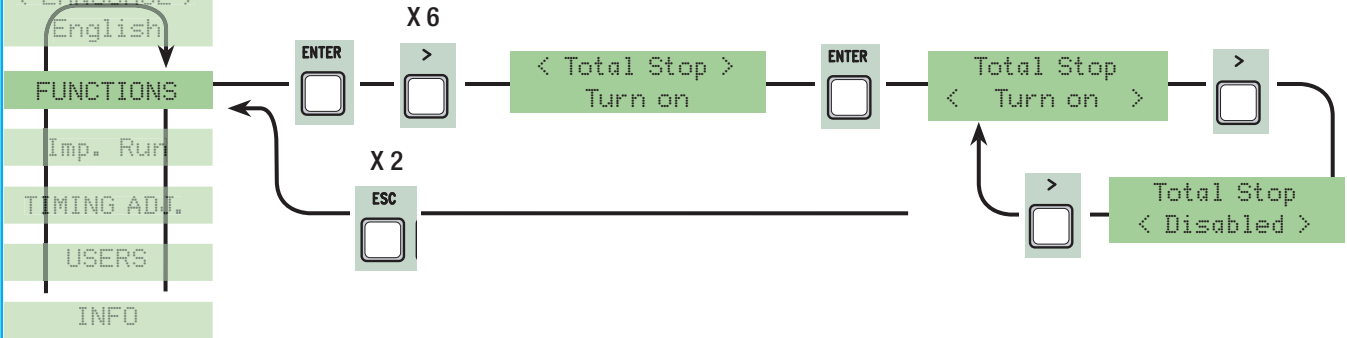 < LANGUAGE >
English
FUNCTIONS
Imp. Run
TIMING ADJ.
USERS
INFO
ENTER
X 6
>
< Total Stop >
Turn on
ENTER
Total Stop
< Turn on >
>
X 2
ESC
>
Total Stop
< Disabled >